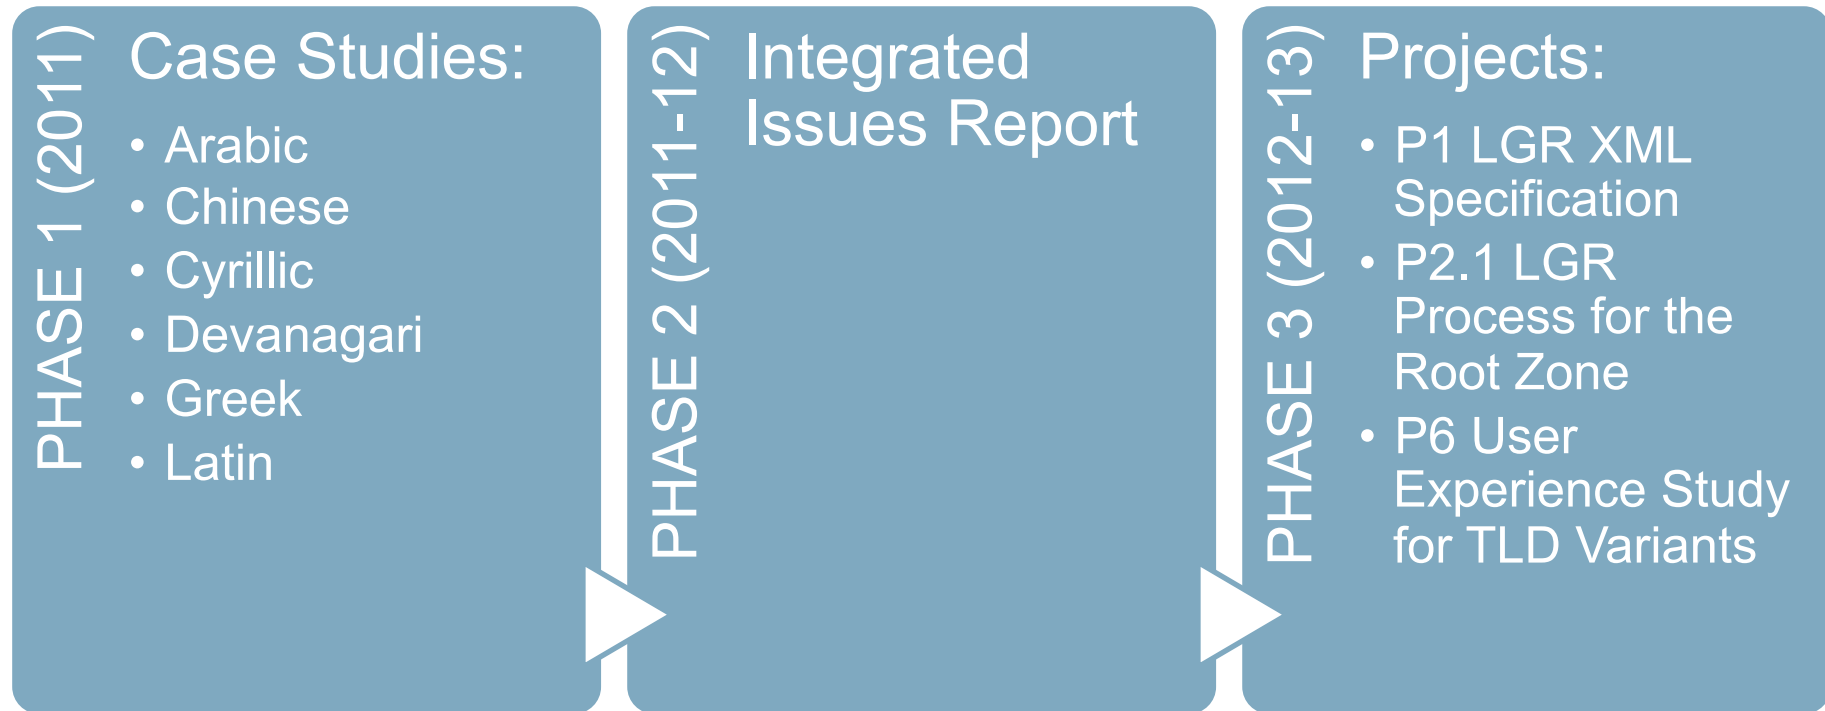 PHASE 1 (2011)
Case Studies:
• Arabic
• Chinese
• Cyrillic
• Devanagari
• Greek
• Latin
PHASE 2 (2011-12)
Integrated
Issues Report
PHASE 3 (2012-13)
Projects:
• P1 LGR XML
Specification
• P2.1 LGR
Process for the
Root Zone
• P6 User
Experience Study
for TLD Variants